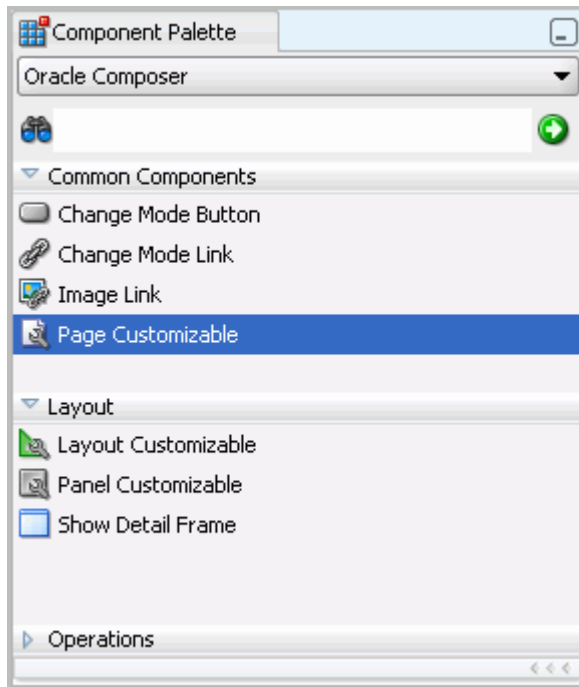 Component Palette
Oracle Composer
Common Components
Change Mode Button
Change Mode Link
Image Link
Page Customizable
Layout
Layout Customizable
Panel Customizable
Show Detail Frame
Operations